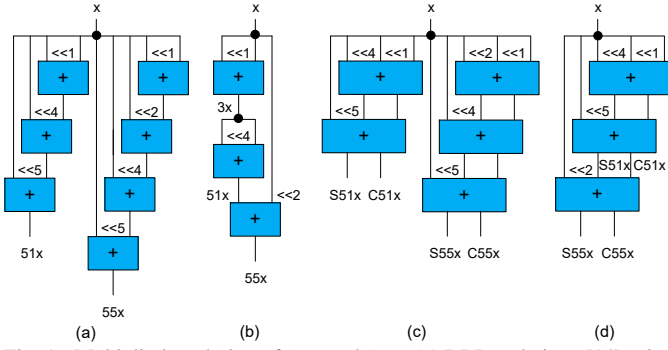 x x x x
<<1 <<1 <<1 <<4 <<1 <<2 <<1 <<4 <<1
+ + + + + +
3x
<<4 <<2 <<4 <<5 <<4 <<5
+ + + + + +
<<5 <<4 51x <<2 <<5 <<2 S51x C51x
+ + + S51x C51x + +
<<5
51x + 55x S55x C55x S55x C55x
55x
(a) (b) (c) (d)